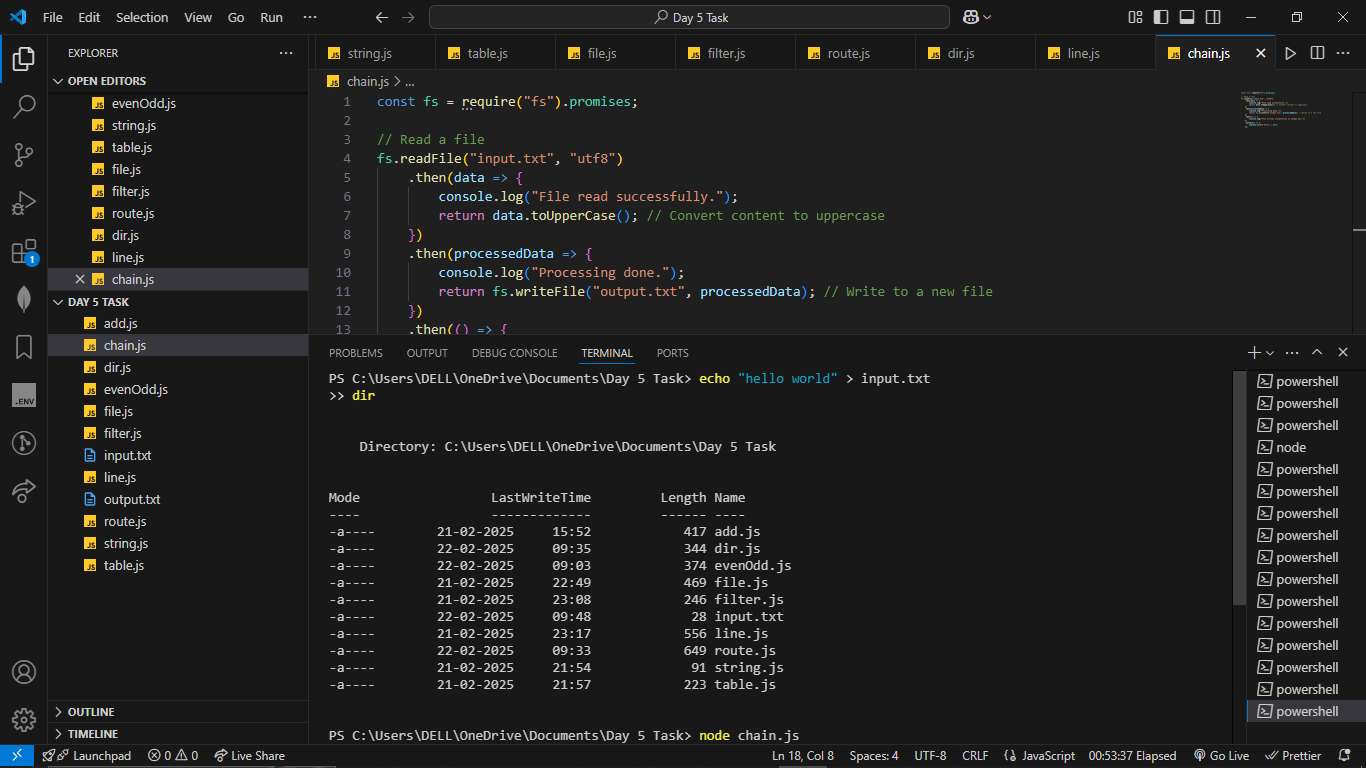 File Edit Selection View Go Run ··· Day 5 Task
EXPLORER ···
OPEN EDITORS
evenOdd.js
string.js
table.js
file.js
filter.js
route.js
dir.js
line.js
chain.js
DAY 5 TASK
add.js
chain.js
dir.js
evenOdd.js
file.js
filter.js
input.txt
line.js
output.txt
route.js
string.js
table.js
OUTLINE
TIMELINE
1
.ENV
string.js table.js file.js filter.js route.js dir.js line.js chain.js
chain.js > ...
1 const fs = require("fs").promises;
2
3 // Read a file
4 fs.readFile("input.txt", "utf8")
5 .then(data => {
6 console.log("File read successfully.");
7 return data.toUpperCase(); // Convert content to uppercase
8 })
9 .then(processedData => {
10 console.log("Processing done.");
11 return fs.writeFile("output.txt", processedData); // Write to a new file
12 })
13 .then(() => {
PROBLEMS OUTPUT DEBUG CONSOLE TERMINAL PORTS
PS C:\Users\DELL\OneDrive\Documents\Day 5 Task> echo "hello world" > input.txt
>> dir
Directory: C:\Users\DELL\OneDrive\Documents\Day 5 Task
Mode LastWriteTime Length Name
---- ------------- ------ ----
-a---- 21-02-2025 15:52 417 add.js
-a---- 22-02-2025 09:35 344 dir.js
-a---- 22-02-2025 09:03 374 evenOdd.js
-a---- 21-02-2025 22:49 469 file.js
-a---- 21-02-2025 23:08 246 filter.js
-a---- 22-02-2025 09:48 28 input.txt
-a---- 21-02-2025 23:17 556 line.js
-a---- 22-02-2025 09:33 649 route.js
-a---- 21-02-2025 21:54 91 string.js
-a---- 21-02-2025 21:57 223 table.js
PS C:\Users\DELL\OneDrive\Documents\Day 5 Task> node chain.js
powershell
powershell
powershell
node
powershell
powershell
powershell
powershell
powershell
powershell
powershell
powershell
powershell
powershell
powershell
powershell
Launchpad 0 0 Live Share Ln 18, Col 8 Spaces: 4 UTF-8 CRLF {} JavaScript 00:53:37 Elapsed Go Live Prettier